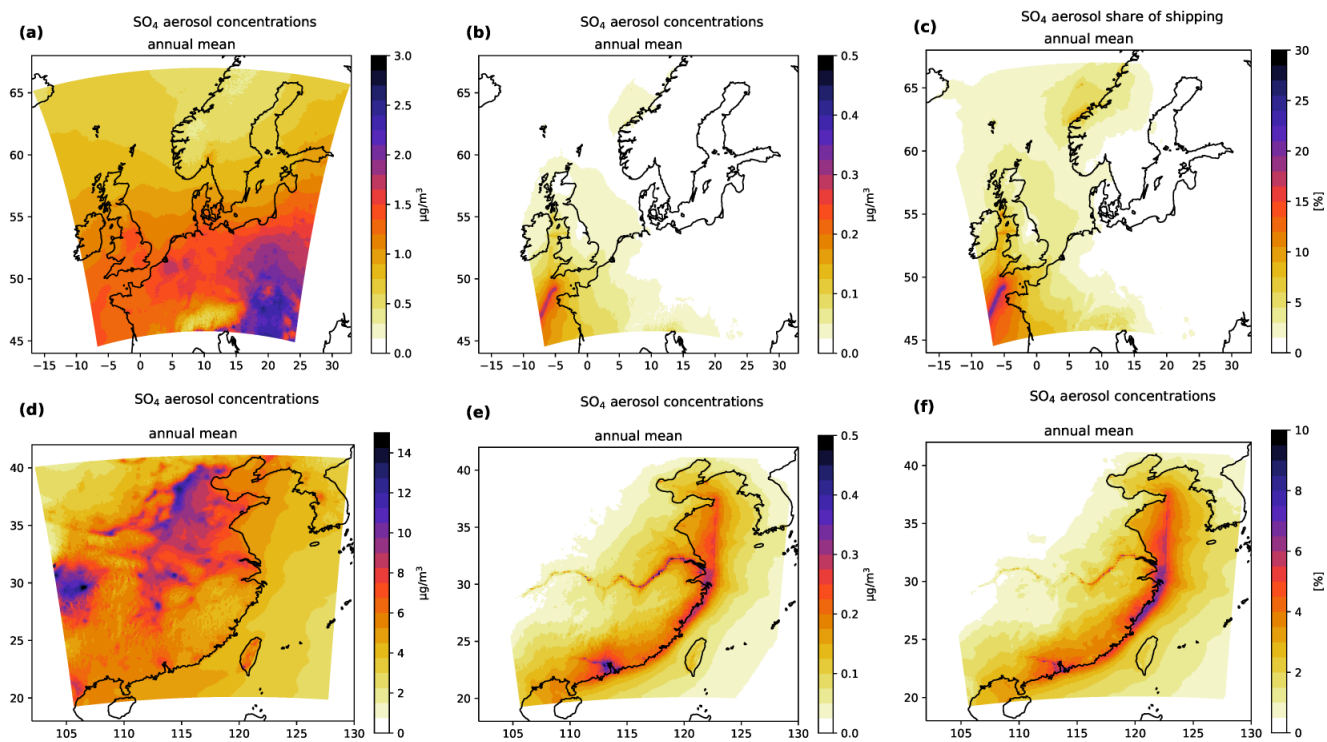 (a)
SO₄ aerosol concentrations
annual mean
65
60
55
50
45
−15 −10 −5 0 5 10 15 20 25 30
3.0
2.5
2.0
1.5
1.0
0.5
0.0
μg/m³
(b)
SO₄ aerosol concentrations
annual mean
65
60
55
50
45
−15 −10 −5 0 5 10 15 20 25 30
0.5
0.4
0.3
0.2
0.1
0.0
μg/m³
(c)
SO₄ aerosol share of shipping
annual mean
65
60
55
50
45
−15 −10 −5 0 5 10 15 20 25 30
30
25
20
15
10
5
0
[%]
(d)
SO₄ aerosol concentrations
annual mean
40
35
30
25
20
105 110 115 120 125 130
14
12
10
8
6
4
2
0
μg/m³
(e)
SO₄ aerosol concentrations
annual mean
40
35
30
25
20
105 110 115 120 125 130
0.5
0.4
0.3
0.2
0.1
0.0
μg/m³
(f)
SO₄ aerosol concentrations
annual mean
40
35
30
25
20
105 110 115 120 125 130
10
8
6
4
2
0
[%]